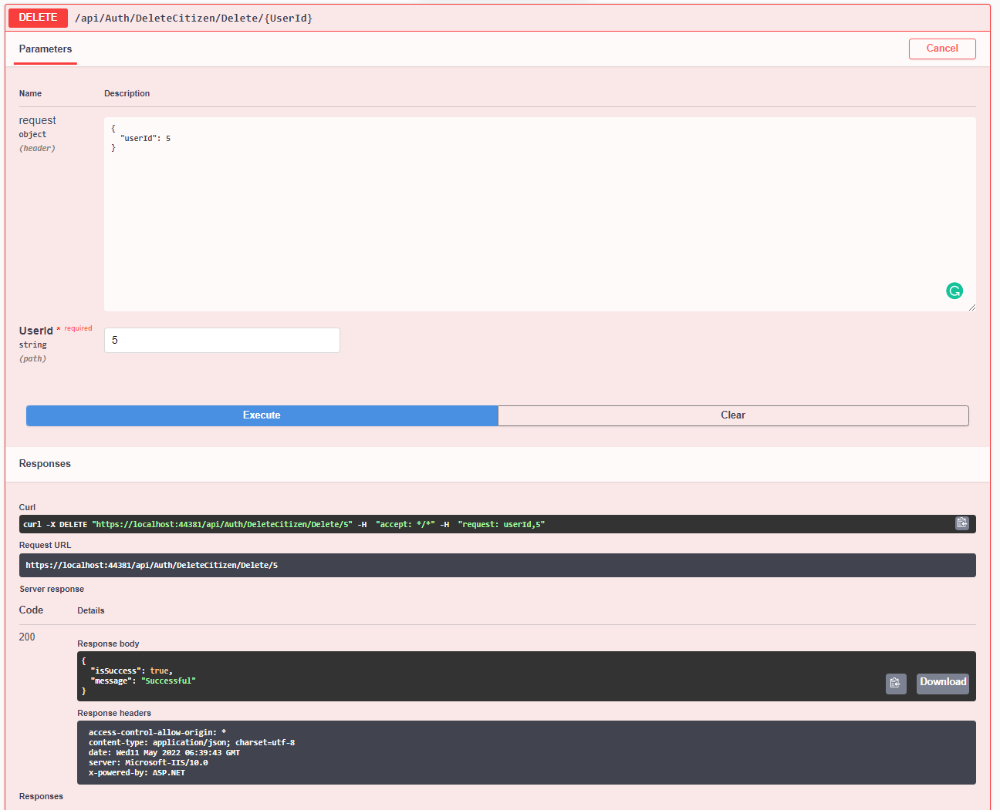 DELETE /api/Auth/DeleteCitizen/Delete/{UserId}
Parameters
Cancel
Name Description
request
object
(header)
{
"userId": 5
}
UserId * required
string
(path)
5
Execute
Clear
Responses
Curl
curl -X DELETE "https://localhost:44381/api/Auth/DeleteCitizen/Delete/5" -H  "accept: */*" -H  "request: userId,5"
Request URL
https://localhost:44381/api/Auth/DeleteCitizen/Delete/5
Server response
Code Details
200
Response body
{
"isSuccess": true,
"message": "Successful"
}
Download
Response headers
access-control-allow-origin: *
content-type: application/json; charset=utf-8
date: Wed11 May 2022 06:39:43 GMT
server: Microsoft-IIS/10.0
x-powered-by: ASP.NET
Responses